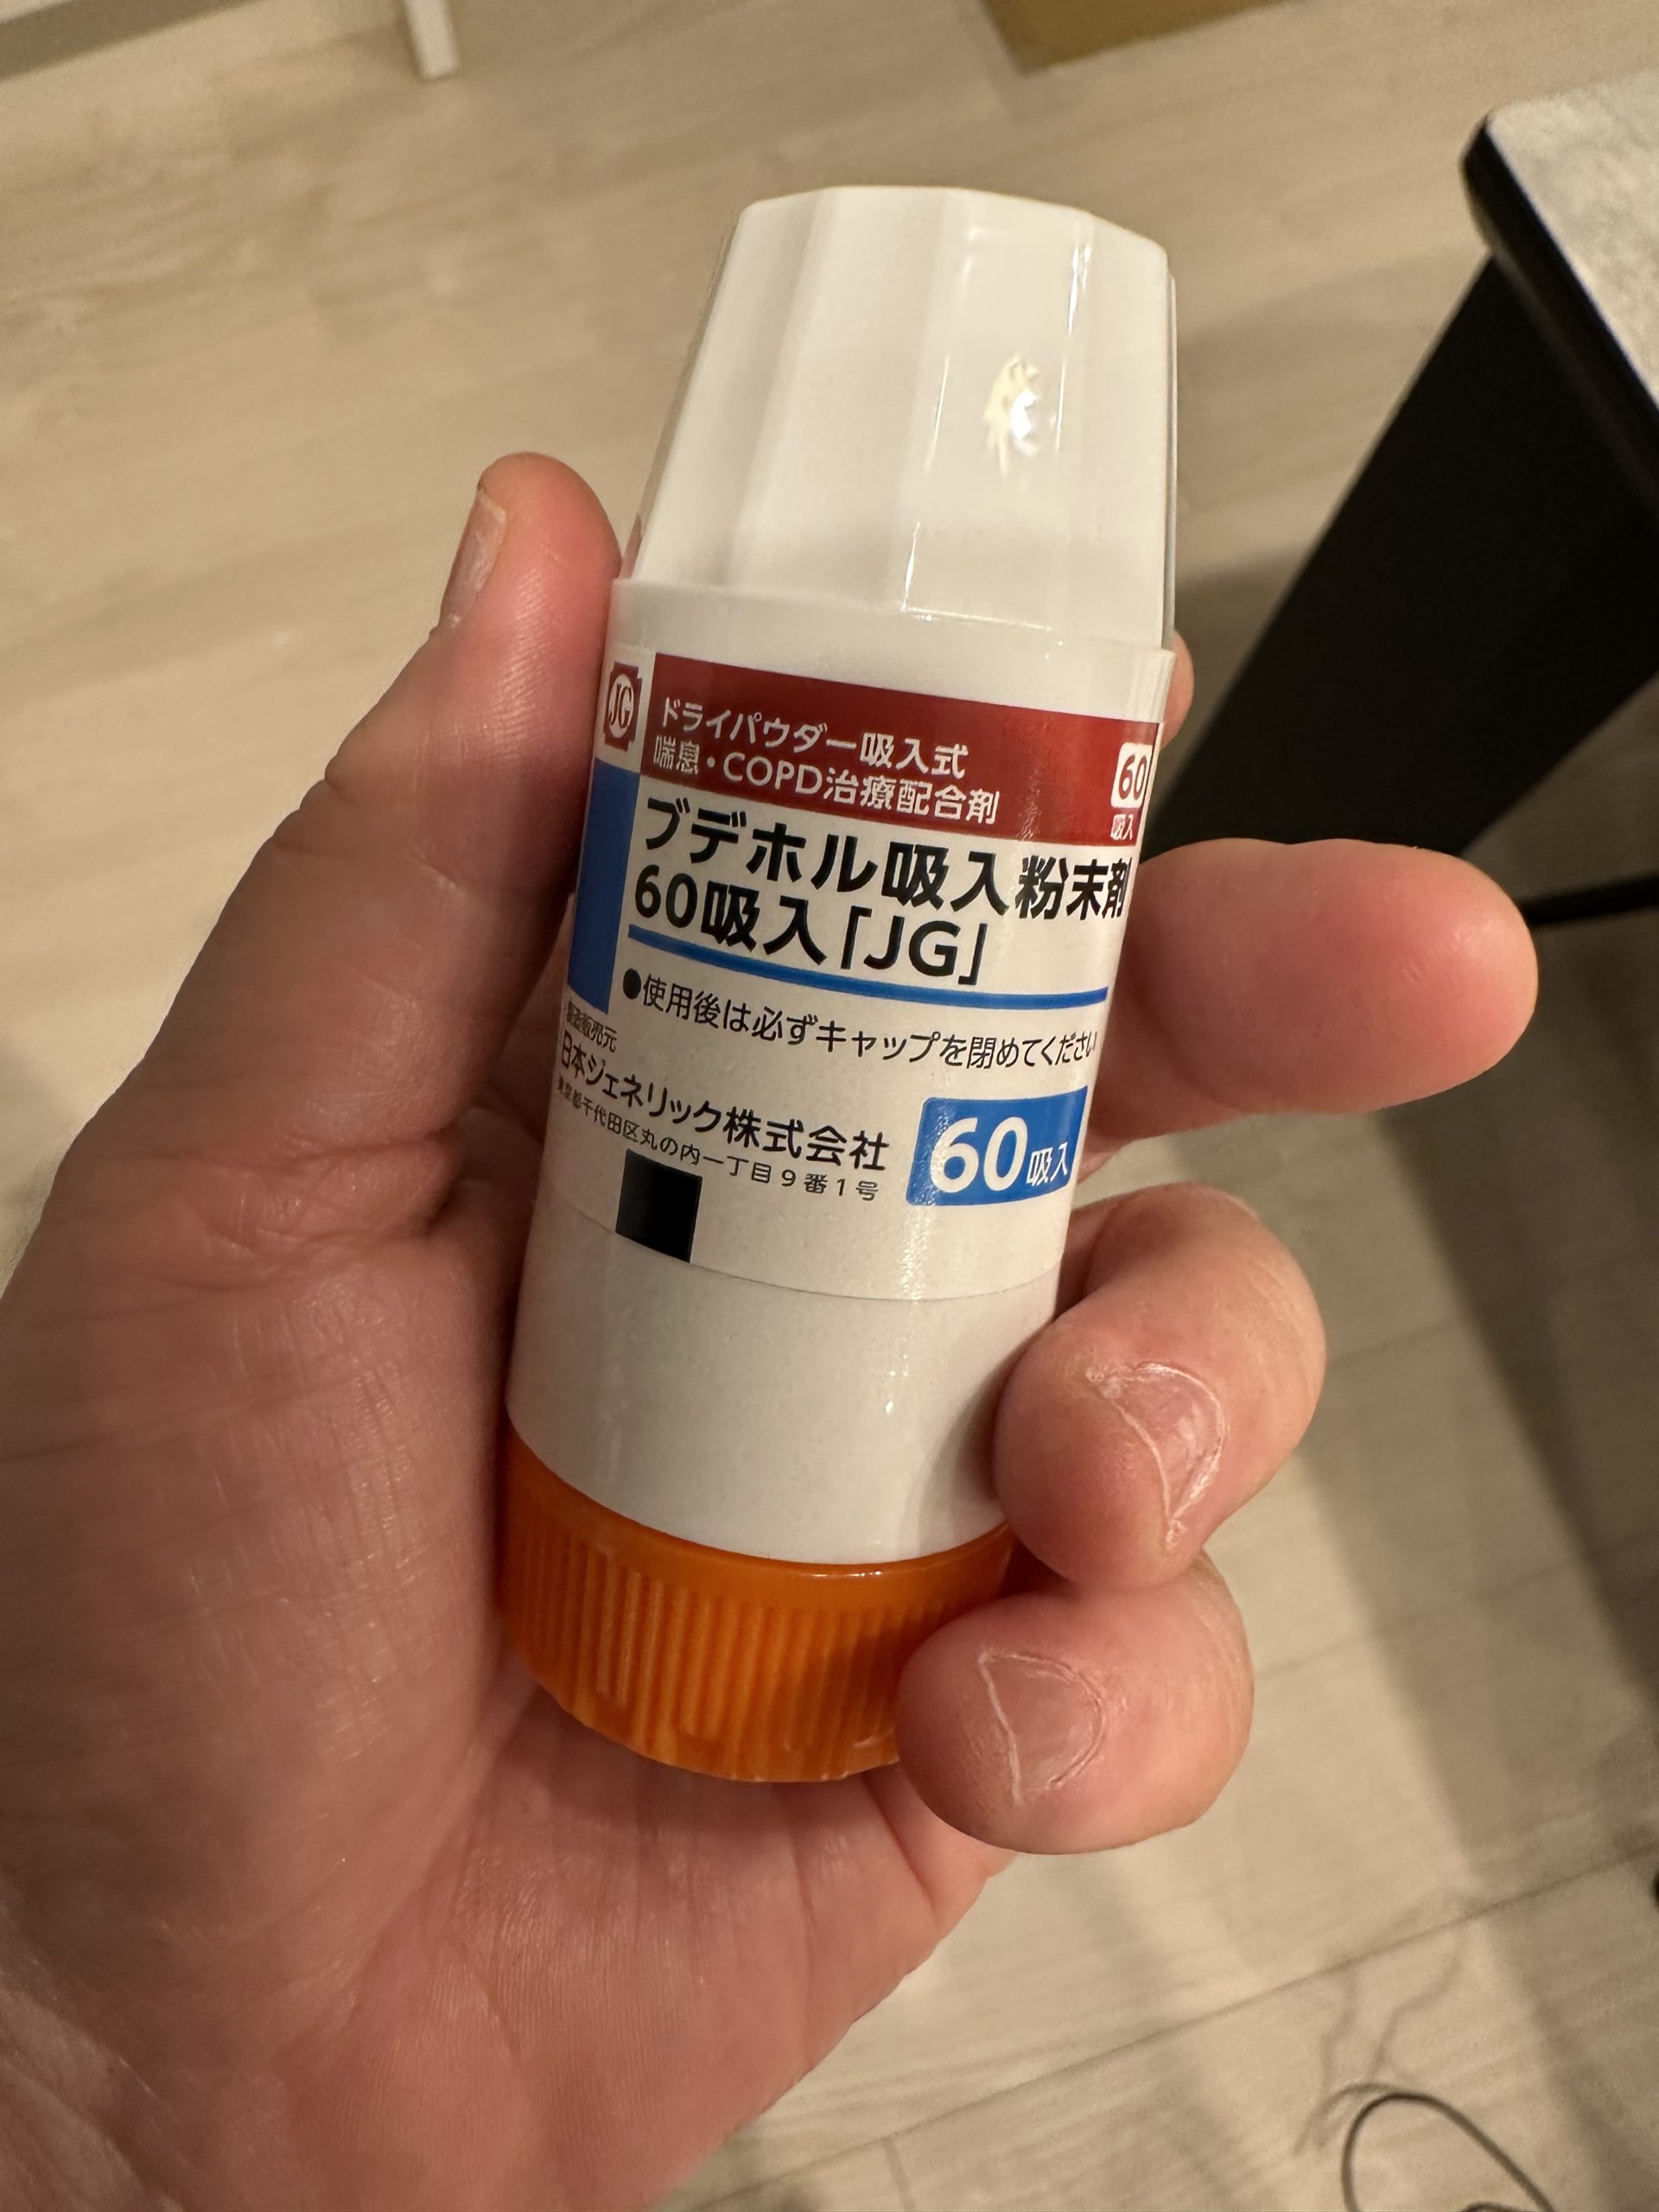 JG
ドライパウダー吸入式
喘息・COPD治療配合剤
60
吸入
ブデホル吸入粉末剤
60吸入「JG」
●使用後は必ずキャップを閉めてください
製造販売元
日本ジェネリック株式会社
東京都千代田区丸の内一丁目9番1号
60吸入